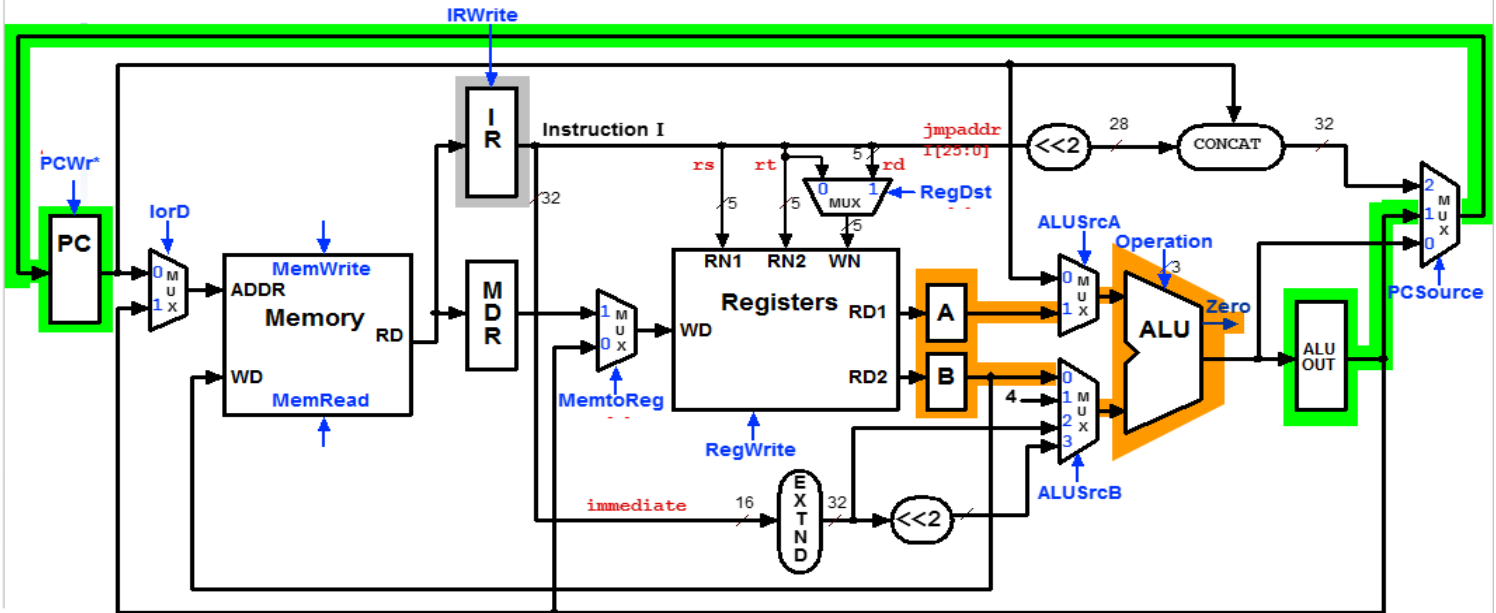 IRWrite
IR
Instruction I
jmpaddr
I[25:0]
<<2
28
CONCAT
32
rs
rt
5
rd
0 MUX 1
RegDst
5
5
5
32
PCWr*
PC
IorD
0
1
MUX
MemWrite
ADDR
Memory
RD
WD
MemRead
MDR
1
0
MUX
MemtoReg
RN1 RN2 WN
Registers
RD1
WD
RD2
RegWrite
A
B
4
ALUSrcA
0
1
MUX
Operation
3
ALU
Zero
0
1
2
3
MUX
ALUSrcB
ALU
OUT
2
1
0
MUX
PCSource
immediate
16
EXTND
32
<<2